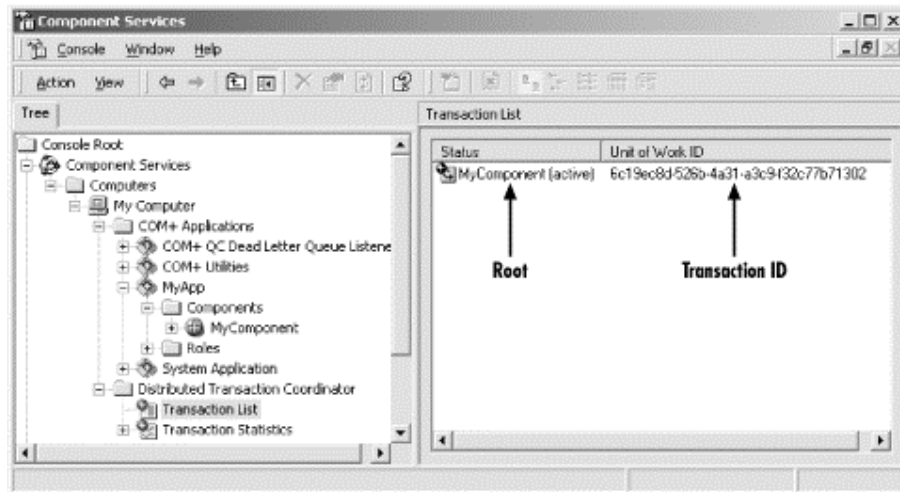 Component Services
Console Window Help
Action View
Tree
Transaction List
Console Root
Component Services
Computers
My Computer
COM+ Applications
COM+ QC Dead Letter Queue Listene
COM+ Utilities
MyApp
Components
MyComponent
Roles
System Application
Distributed Transaction Coordinator
Transaction List
Transaction Statistics
Status Unit of Work ID
MyComponent (active) 6c19ec8d-526b-4a31-a3c9-f32c77b71302
Root Transaction ID